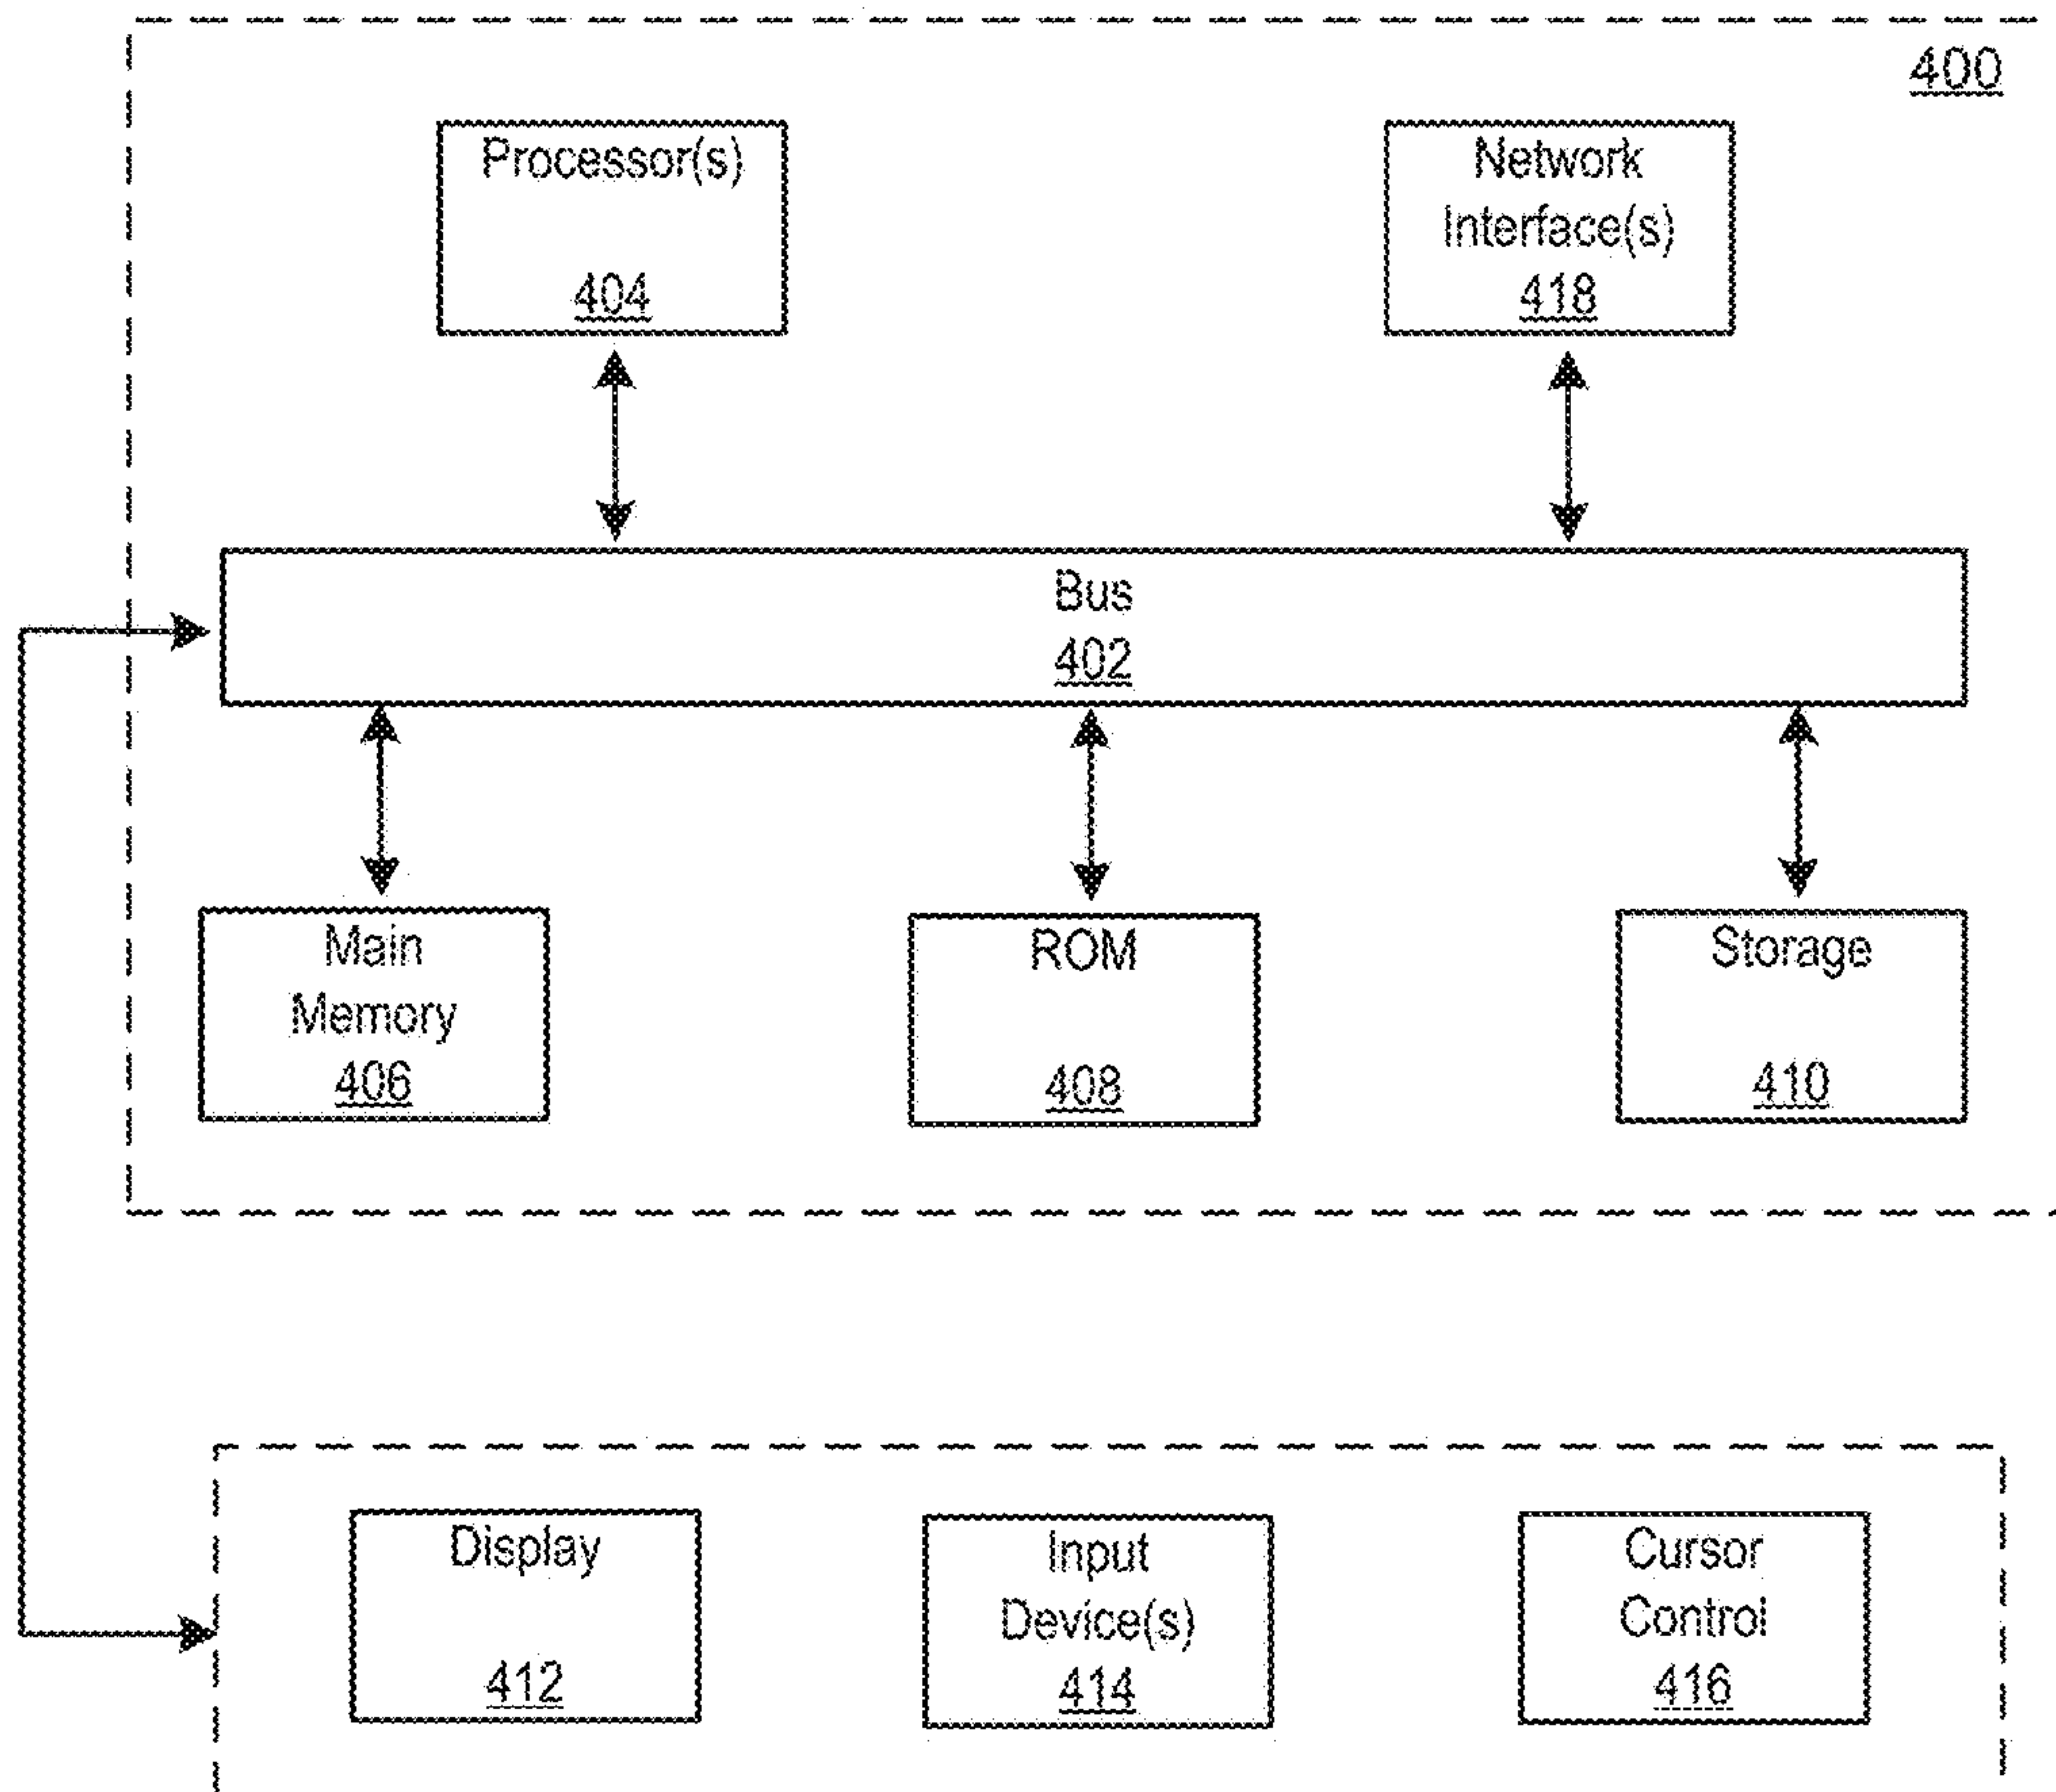 400
Processor(s)
404
Network
Interface(s)
418
Bus
402
Main
Memory
406
ROM
408
Storage
410
Display
412
Input
Device(s)
414
Cursor
Control
416